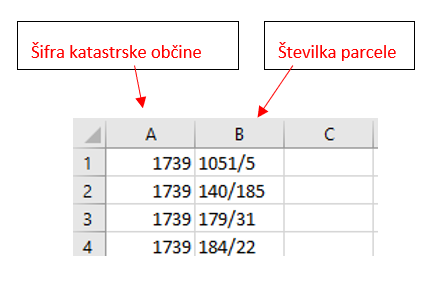 Šifra katastrske občine
Številka parcele
A B C
1 1739 1051/5
2 1739 140/185
3 1739 179/31
4 1739 184/22